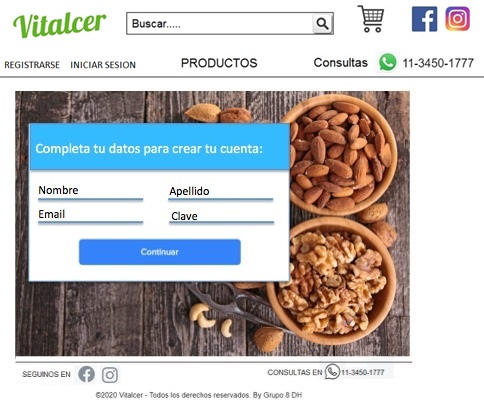 Vitalcer
Buscar.....
REGISTRARSE INICIAR SESION PRODUCTOS Consultas 11-3450-1777
Completa tu datos para crear tu cuenta:
Nombre Apellido
Email Clave
Continuar
SEGUINOS EN CONSULTAS EN 11-3450-1777
©2020 Vitalcer - Todos los derechos reservados. By Grupo 8 DH